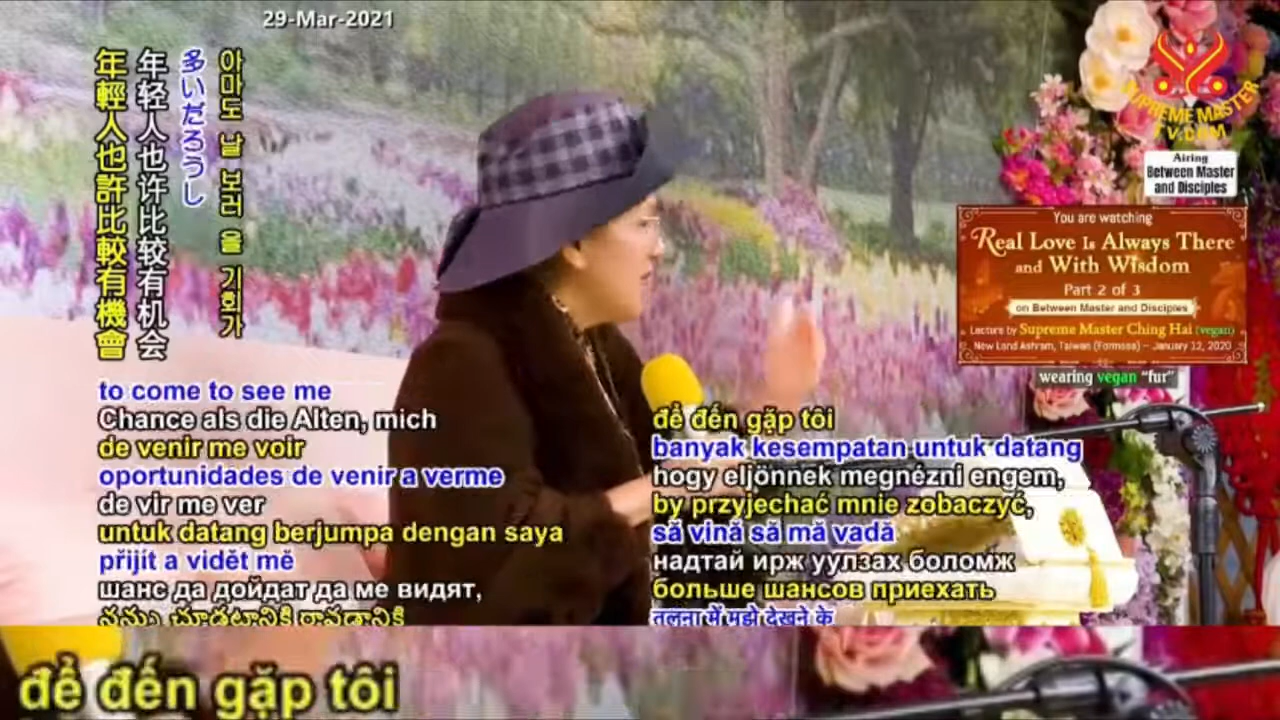 29-Mar-2021
年輕人也許比較有機會
年轻人也许比较有机会
多いだろうし
아마도 날 보러 올 기회가
SUPREME MASTER
TV.COM
Airing
Between Master
and Disciples
You are watching
Real Love Is Always There
and With Wisdom
Part 2 of 3
on Between Master and Disciples
Lecture by Supreme Master Ching Hai (vegan)
New Land Ashram, Taiwan (Formosa) – January 12, 2020
wearing vegan "fur"
to come to see me
Chance als die Alten, mich
de venir me voir
oportunidades de venir a verme
de vir me ver
untuk datang berjumpa dengan saya
přijít a vidět mě
шанс да дойдат да ме видят,
నన్ను చూడటానికి రావడానికి
để đến gặp tôi
banyak kesempatan untuk datang
hogy eljönnek megnézni engem,
by przyjechać mnie zobaczyć,
să vină să mă vadă
надтай ирж уулзах боломж
больше шансов приехать
तुलना में मुझे देखने के
để đến gặp tôi